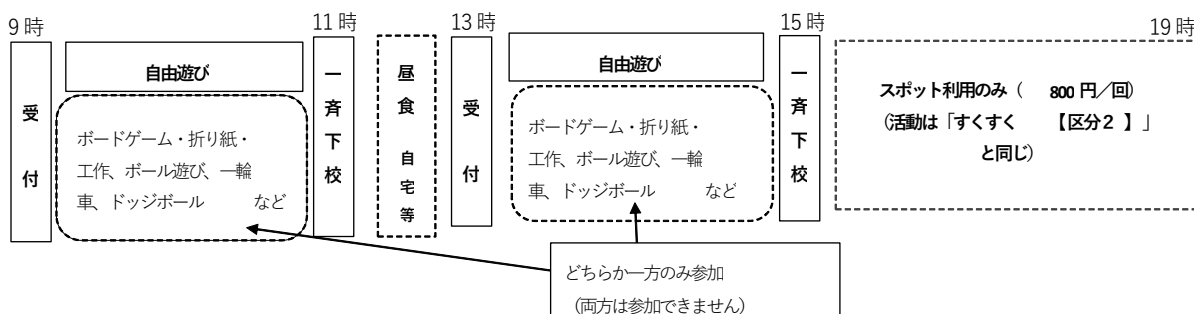 9時
11時
13時
15時
19時
受付
自由遊び
ボードゲーム・折り紙・
工作、ボール遊び、一輪
車、ドッジボール　など
一斉下校
昼食　自宅等
受付
自由遊び
ボードゲーム・折り紙・
工作、ボール遊び、一輪
車、ドッジボール　など
一斉下校
スポット利用のみ（　800円／回）
（活動は「すくすく　【区分2 】」
と同じ）
どちらか一方のみ参加
（両方は参加できません）